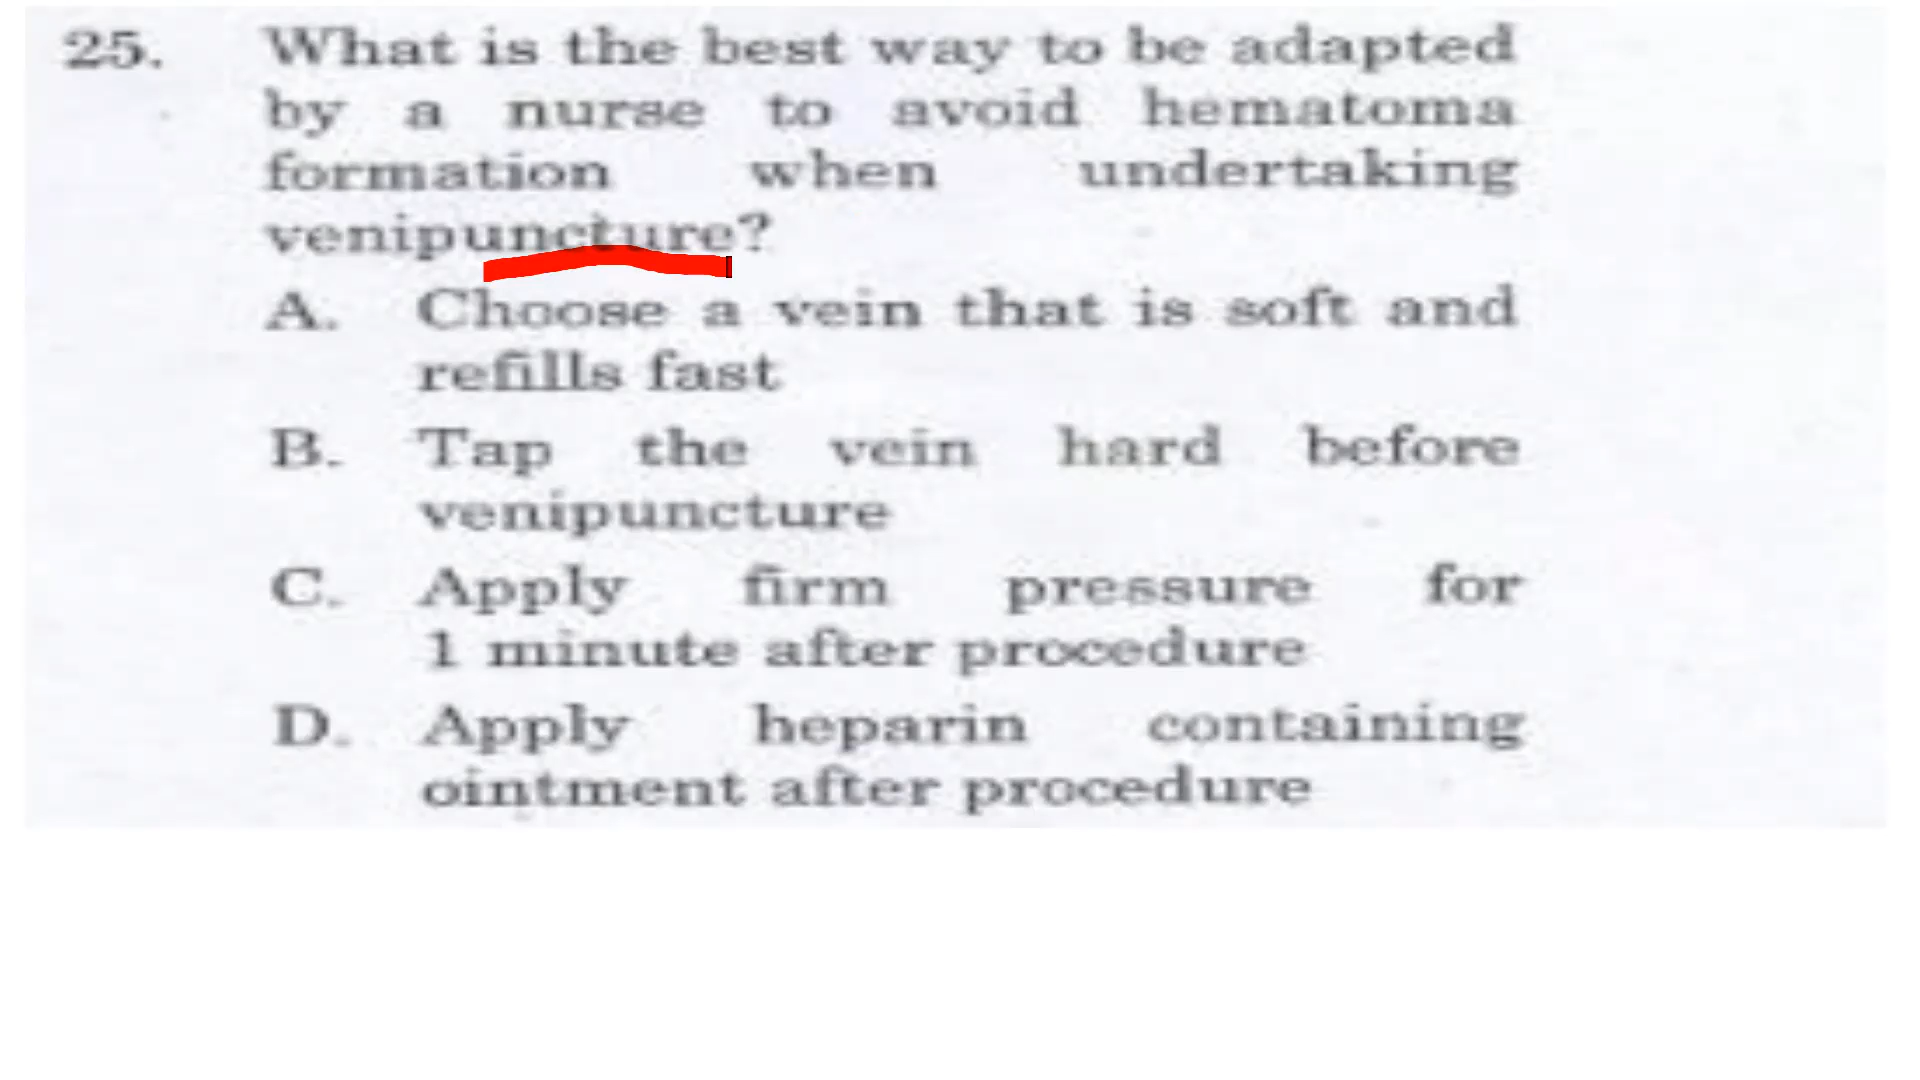 25. What is the best way to be adapted
by a nurse to avoid hematoma
formation when undertaking
venipuncture?
A. Choose a vein that is soft and
refills fast
B. Tap the vein hard before
venipuncture
C. Apply firm pressure for
1 minute after procedure
D. Apply heparin containing
ointment after procedure